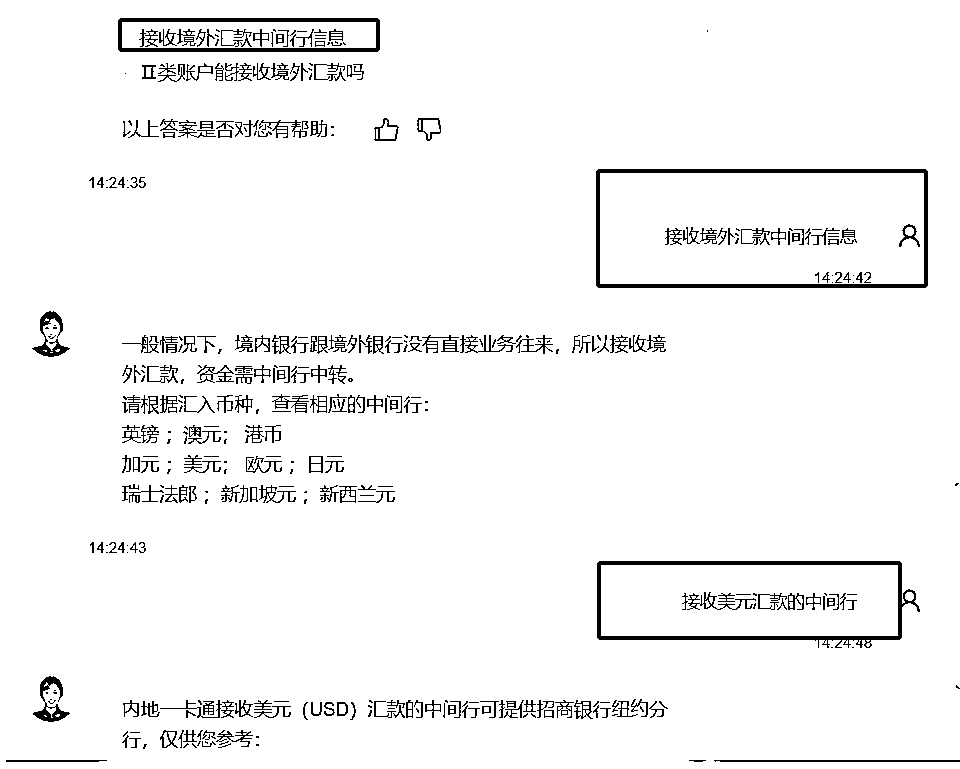 接收境外汇款中间行信息
· Ⅱ类账户能接收境外汇款吗
以上答案是否对您有帮助：
14:24:35
接收境外汇款中间行信息
14:24:42
一般情况下，境内银行跟境外银行没有直接业务往来，所以接收境
外汇款，资金需中间行中转。
请根据汇入币种，查看相应的中间行：
英镑； 澳元； 港币
加元； 美元； 欧元； 日元
瑞士法郎； 新加坡元； 新西兰元
14:24:43
接收美元汇款的中间行
14:24:48
内地一卡通接收美元（USD）汇款的中间行可提供招商银行纽约分
行，仅供您参考：